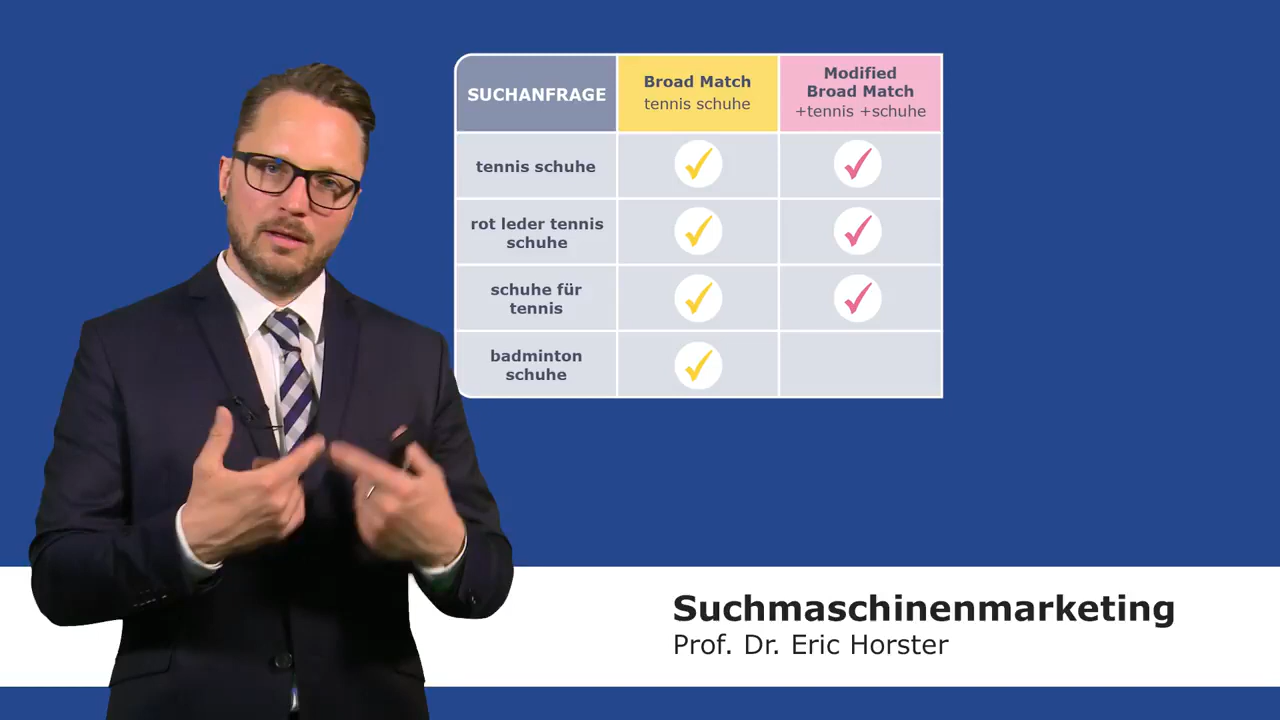 SUCHANFRAGE
Broad Match
tennis schuhe
Modified
Broad Match
+tennis +schuhe
tennis schuhe
rot leder tennis
schuhe
schuhe für
tennis
badminton
schuhe
Suchmaschinenmarketing
Prof. Dr. Eric Horster